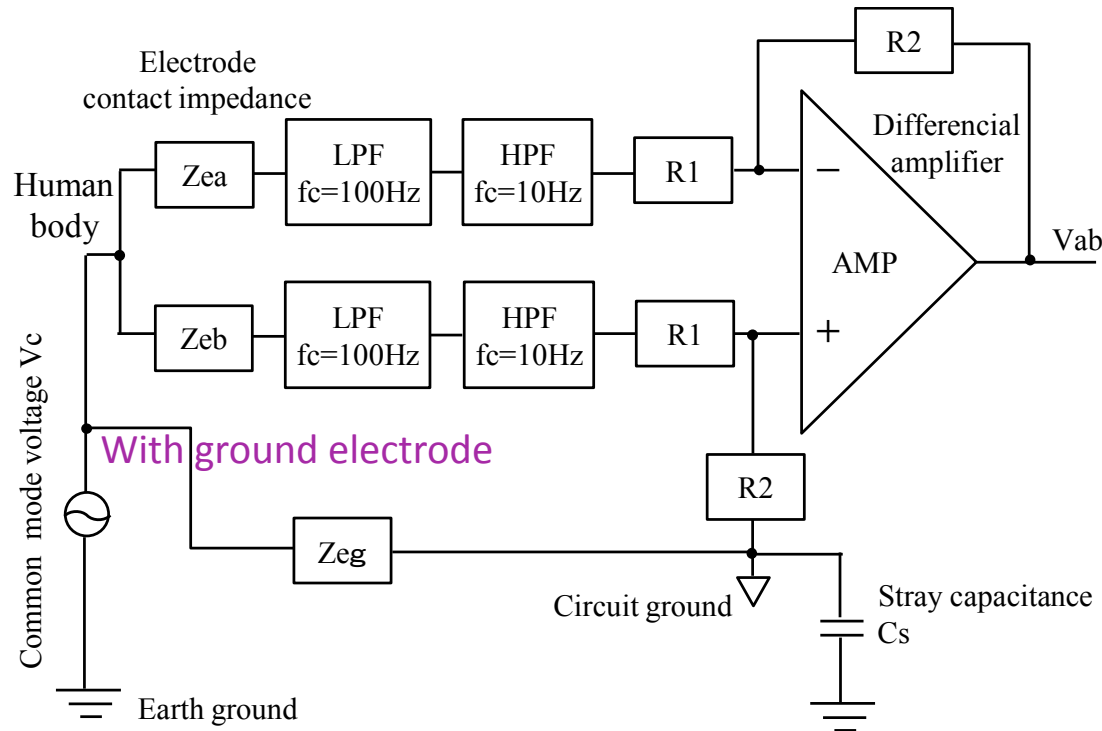 R2
Electrode
contact impedance
Differencial
amplifier
LPF
fc=100Hz
HPF
fc=10Hz
Zea
R1
−
Human
body
Vab
AMP
Zeb
LPF
fc=100Hz
HPF
fc=10Hz
R1
+
Common mode voltage Vc
With ground electrode
R2
Zeg
Circuit ground
Stray capacitance
Cs
Earth ground